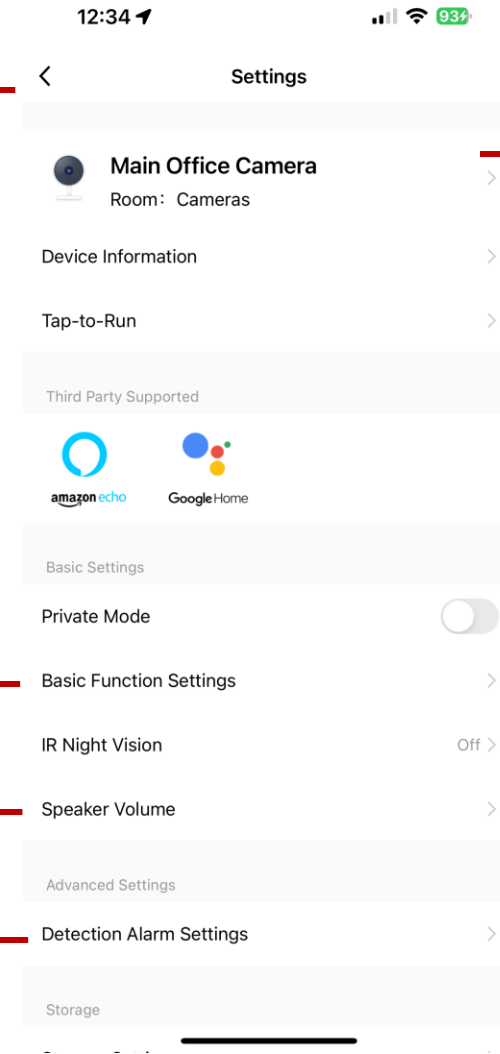 12:34
93
Settings
Main Office Camera
Room: Cameras
Device Information
Tap-to-Run
Third Party Supported
amazon echo
Google Home
Basic Settings
Private Mode
Basic Function Settings
IR Night Vision
Off
Speaker Volume
Advanced Settings
Detection Alarm Settings
Storage